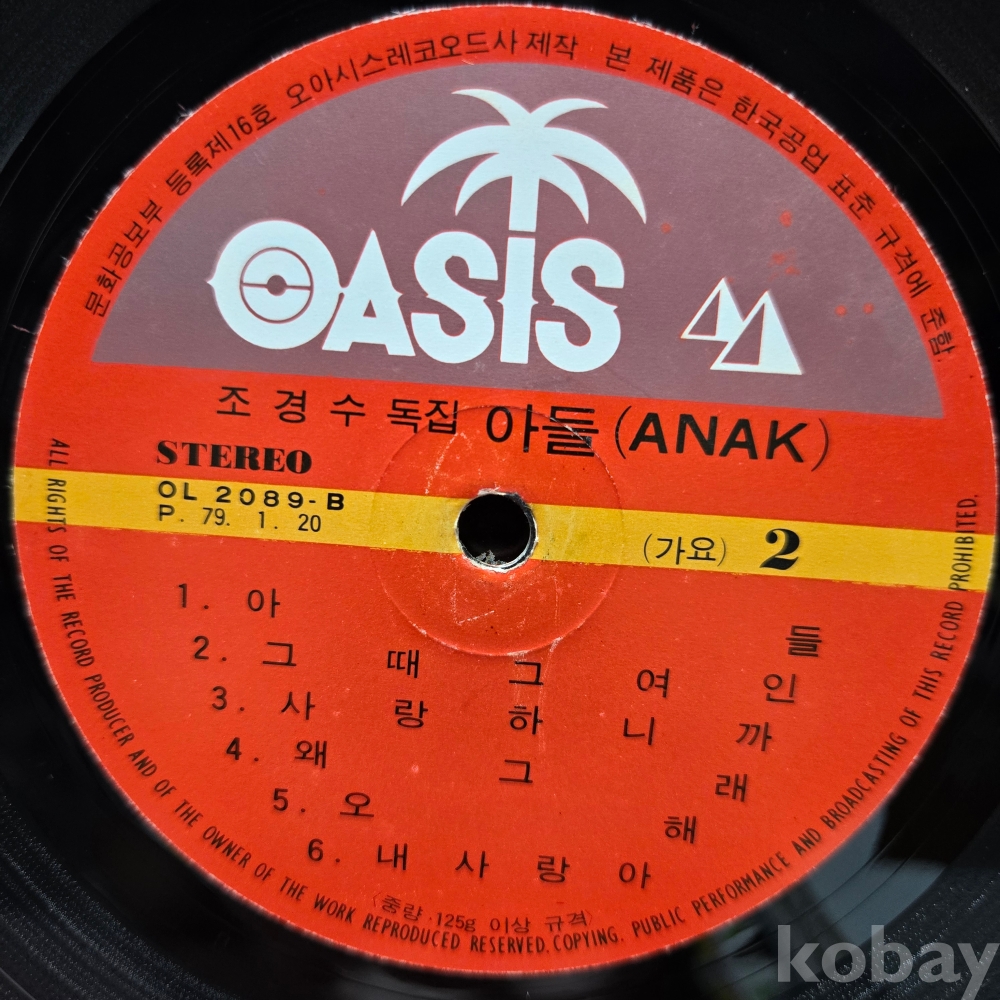 문화공보부 등록제16호 오아시스레코오드사 제작 본 제품은 한국공업 표준 규격에 준함.
OASIS
조경수 독집 아들 (ANAK)
STEREO
OL 2089-B
P. 79. 1. 20
(가요) 2
1. 아들
2. 그때그여인
3. 사랑하니까
4. 왜그래
5. 오해
6. 내사랑아
(중량 125g 이상 규격)
ALL RIGHTS OF THE RECORD PRODUCER AND OF THE OWNER OF THE WORK REPRODUCED RESERVED. COPYING. PUBLIC PERFORMANCE AND BROADCASTING OF THIS RECORD PROHIBITED.
kobay